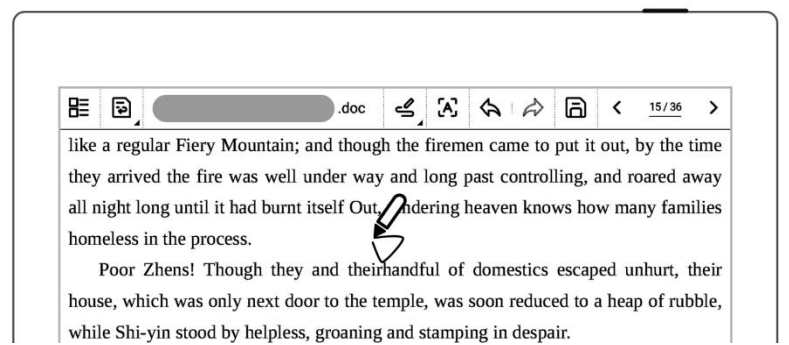 .doc
15 / 36
like a regular Fiery Mountain; and though the firemen came to put it out, by the time
they arrived the fire was well under way and long past controlling, and roared away
all night long until it had burnt itself Out, ndering heaven knows how many families
homeless in the process.
Poor Zhens! Though they and their handful of domestics escaped unhurt, their
house, which was only next door to the temple, was soon reduced to a heap of rubble,
while Shi-yin stood by helpless, groaning and stamping in despair.